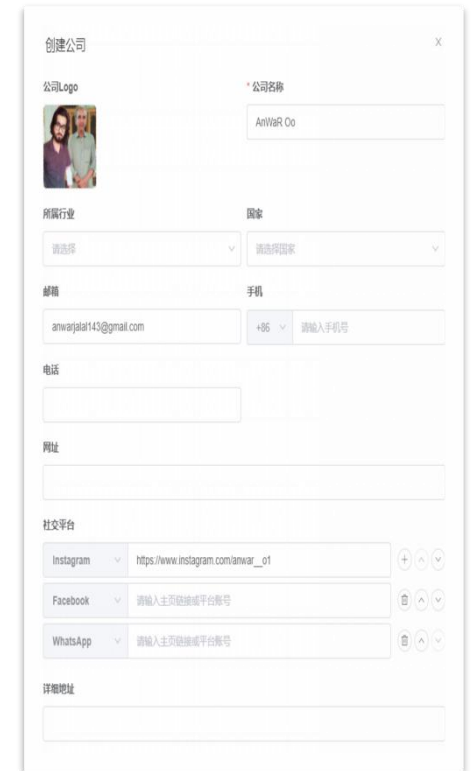 创建公司 X
公司Logo
* 公司名称
AnWaR Oo
所属行业
国家
请选择
请选择国家
邮箱
手机
anwarjalal143@gmail.com
+86 请输入手机号
电话
网址
社交平台
Instagram https://www.instagram.com/anwar__o1
Facebook 请输入主页链接或平台账号
WhatsApp 请输入主页链接或平台账号
详细地址